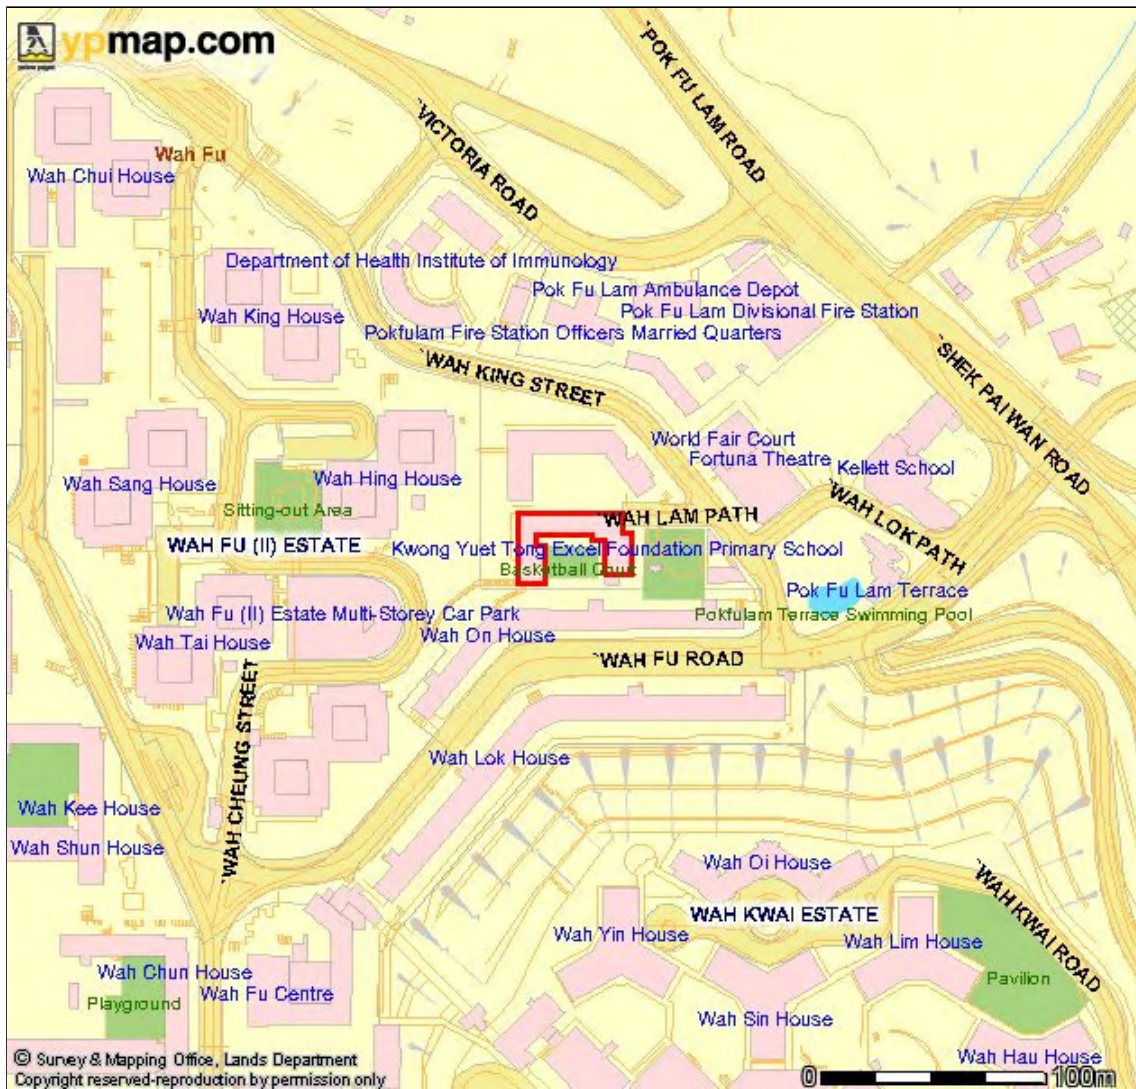 ypmap.com
POK FU LAM ROAD
VICTORIA ROAD
Wah Fu
Wah Chui House
Department of Health Institute of Immunology
Pok Fu Lam Ambulance Depot
Wah King House
Pok Fu Lam Divisional Fire Station
Pokfulam Fire Station Officers Married Quarters
WAH KING STREET
SHEK PAI WAN ROAD
World Fair Court
Fortuna Theatre
Kellett School
Wah Sang House
Wah Hing House
Sitting-out Area
WAH LAM PATH
WAH LOK PATH
WAH FU (II) ESTATE
Kwong Yuet Tong Excel Foundation Primary School
Basketball Court
Pok Fu Lam Terrace
Wah Fu (II) Estate Multi-Storey Car Park
Pokfulam Terrace Swimming Pool
Wah Tai House
Wah On House
WAH FU ROAD
WAH CHEUNG STREET
Wah Lok House
Wah Kee House
Wah Shun House
Wah Oi House
WAH KWAI ROAD
WAH KWAI ESTATE
Wah Yin House
Wah Lim House
Wah Chun House
Pavilion
Wah Fu Centre
Playground
Wah Sin House
Wah Hau House
© Survey & Mapping Office, Lands Department
Copyright reserved-reproduction by permission only
0 100m